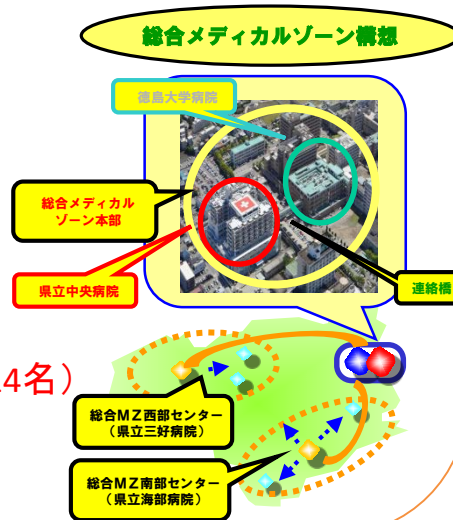 総合メディカルゾーン構想
徳島大学病院
総合メディカル
ゾーン本部
県立中央病院
連絡橋
4名）
総合ＭＺ西部センター
（県立三好病院）
総合ＭＺ南部センター
（県立海部病院）